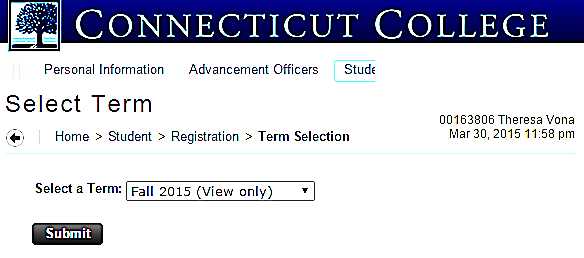 CONNECTICUT COLLEGE
Personal Information Advancement Officers Stude
Select Term
00163806 Theresa Vona
Home > Student > Registration > Term Selection
Mar 30, 2015 11:58 pm
Select a Term: Fall 2015 (View only)
Submit